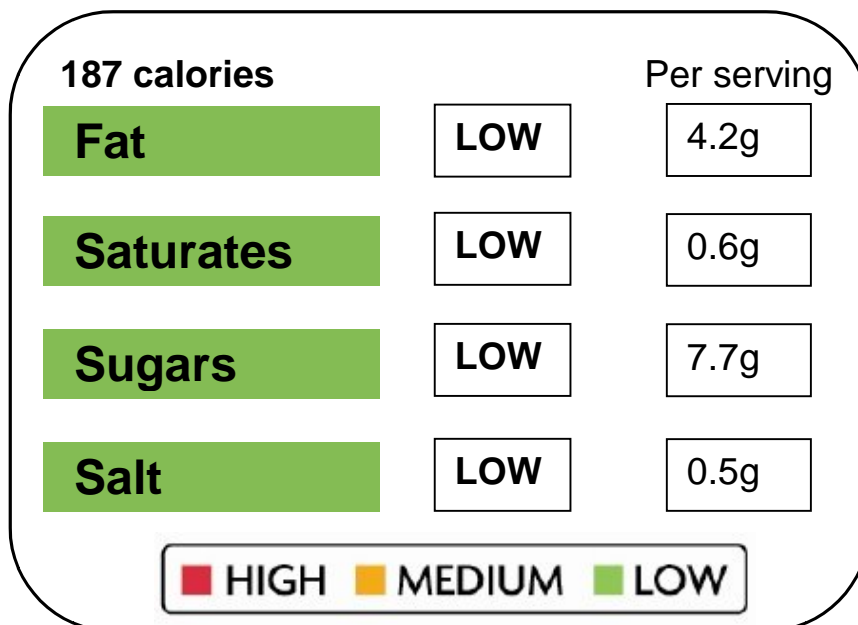 187 calories Per serving
Fat LOW 4.2g
Saturates LOW 0.6g
Sugars LOW 7.7g
Salt LOW 0.5g
HIGH MEDIUM LOW